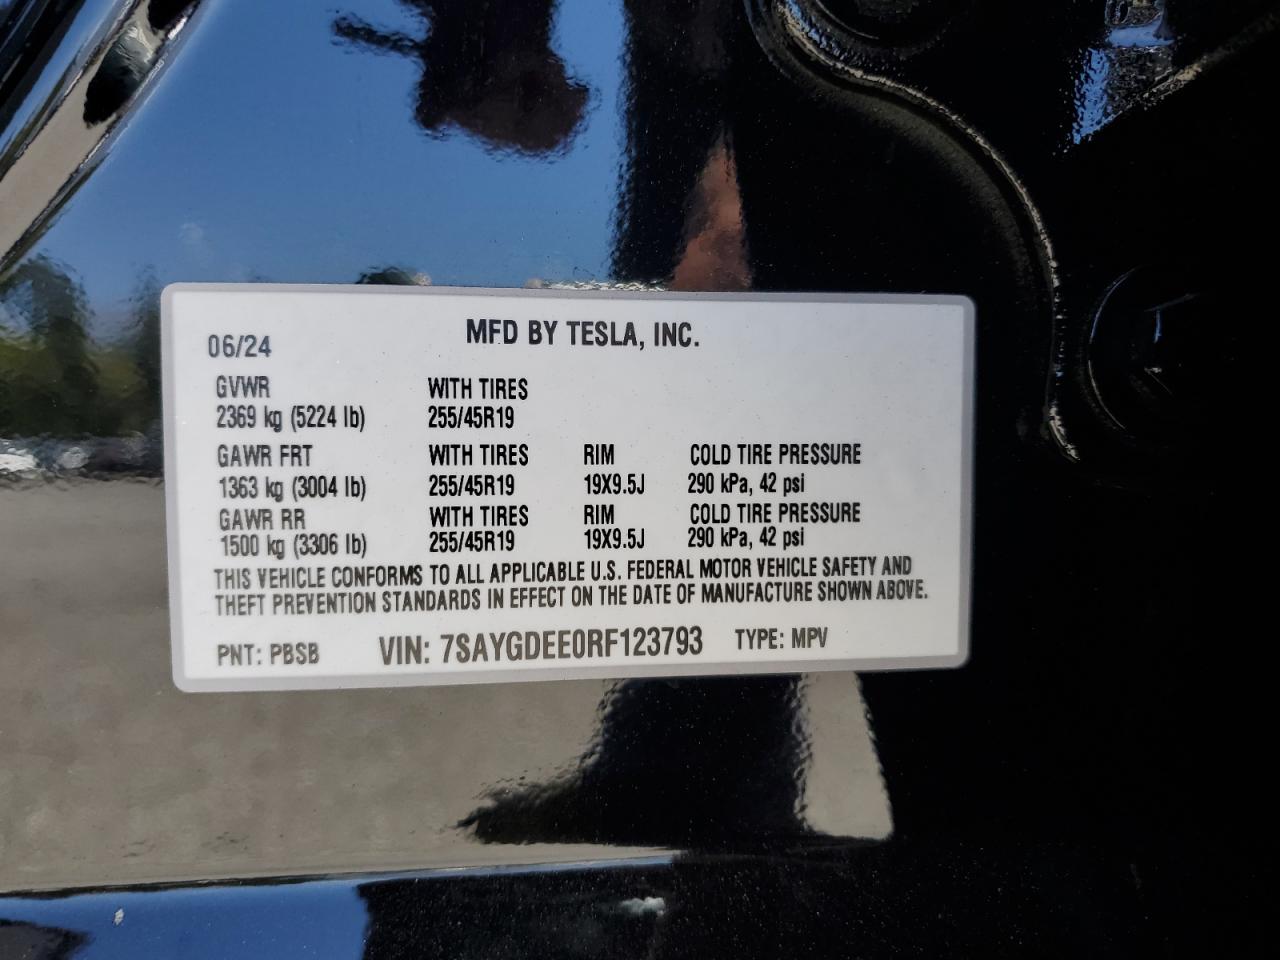 06/24 MFD BY TESLA, INC.
GVWR WITH TIRES
2369 kg (5224 lb) 255/45R19
GAWR FRT WITH TIRES RIM COLD TIRE PRESSURE
1363 kg (3004 lb) 255/45R19 19X9.5J 290 kPa, 42 psi
GAWR RR WITH TIRES RIM COLD TIRE PRESSURE
1500 kg (3306 lb) 255/45R19 19X9.5J 290 kPa, 42 psi
THIS VEHICLE CONFORMS TO ALL APPLICABLE U.S. FEDERAL MOTOR VEHICLE SAFETY AND
THEFT PREVENTION STANDARDS IN EFFECT ON THE DATE OF MANUFACTURE SHOWN ABOVE.
PNT: PBSB VIN: 7SAYGDEE0RF123793 TYPE: MPV